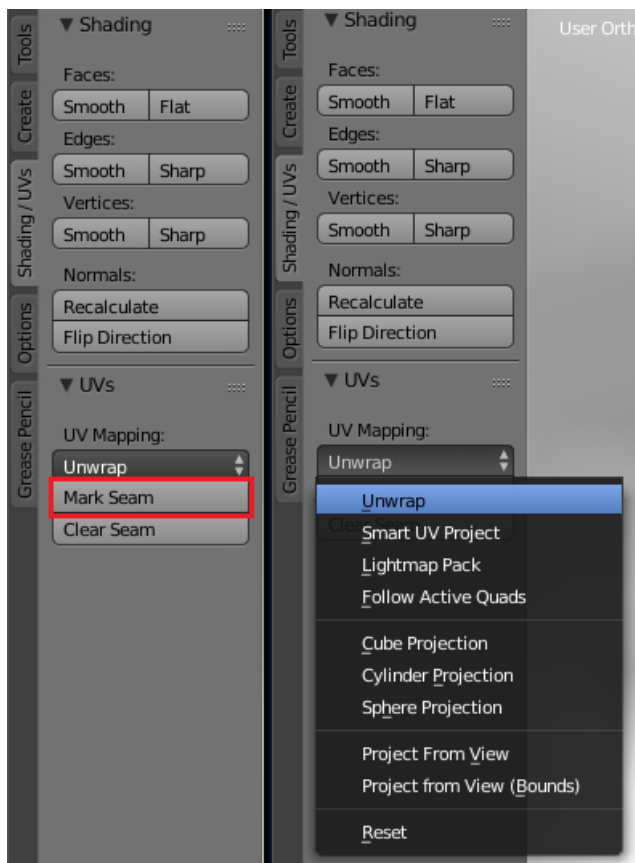 Tools
Create
Shading / UVs
Options
Grease Pencil
Shading
Faces:
Smooth Flat
Edges:
Smooth Sharp
Vertices:
Smooth Sharp
Normals:
Recalculate
Flip Direction
UVs
UV Mapping:
Unwrap
Mark Seam
Clear Seam
Tools
Create
Shading / UVs
Options
Grease Pencil
Shading
Faces:
Smooth Flat
Edges:
Smooth Sharp
Vertices:
Smooth Sharp
Normals:
Recalculate
Flip Direction
UVs
UV Mapping:
Unwrap
Unwrap
Clear Seam
Smart UV Project
Lightmap Pack
Follow Active Quads
Cube Projection
Cylinder Projection
Sphere Projection
Project From View
Project from View (Bounds)
Reset
User Orth